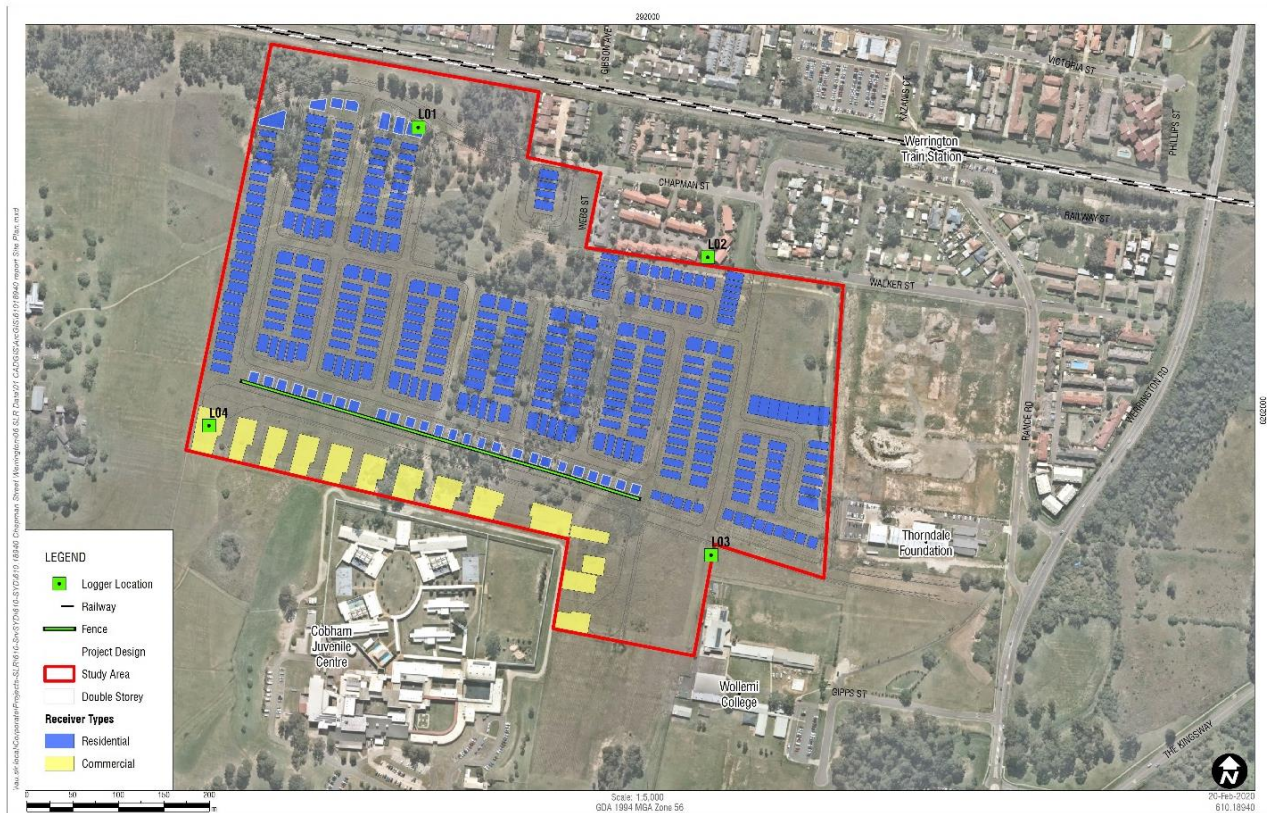 292000
GIBSON AVE
VICTORIA ST
KAZANIS CT
PHILLIPS ST
Werrington
Train Station
L01
CHAPMAN ST
WEBB ST
RAILWAY ST
L02
WALKER ST
WERRINGTON RD
RANCE RD
6262000
L04
L03
Thorndale
Foundation
Cobham
Juvenile
Centre
Wollemi
College
GIPPS ST
THE KINGSWAY
LEGEND
Logger Location
Railway
Fence
Project Design
Study Area
Double Storey
Receiver Types
Residential
Commercial
0 50 100 150 200
m
Scale: 1:5,000
GDA 1994 MGA Zone 56
N
20-Feb-2020
610.18940